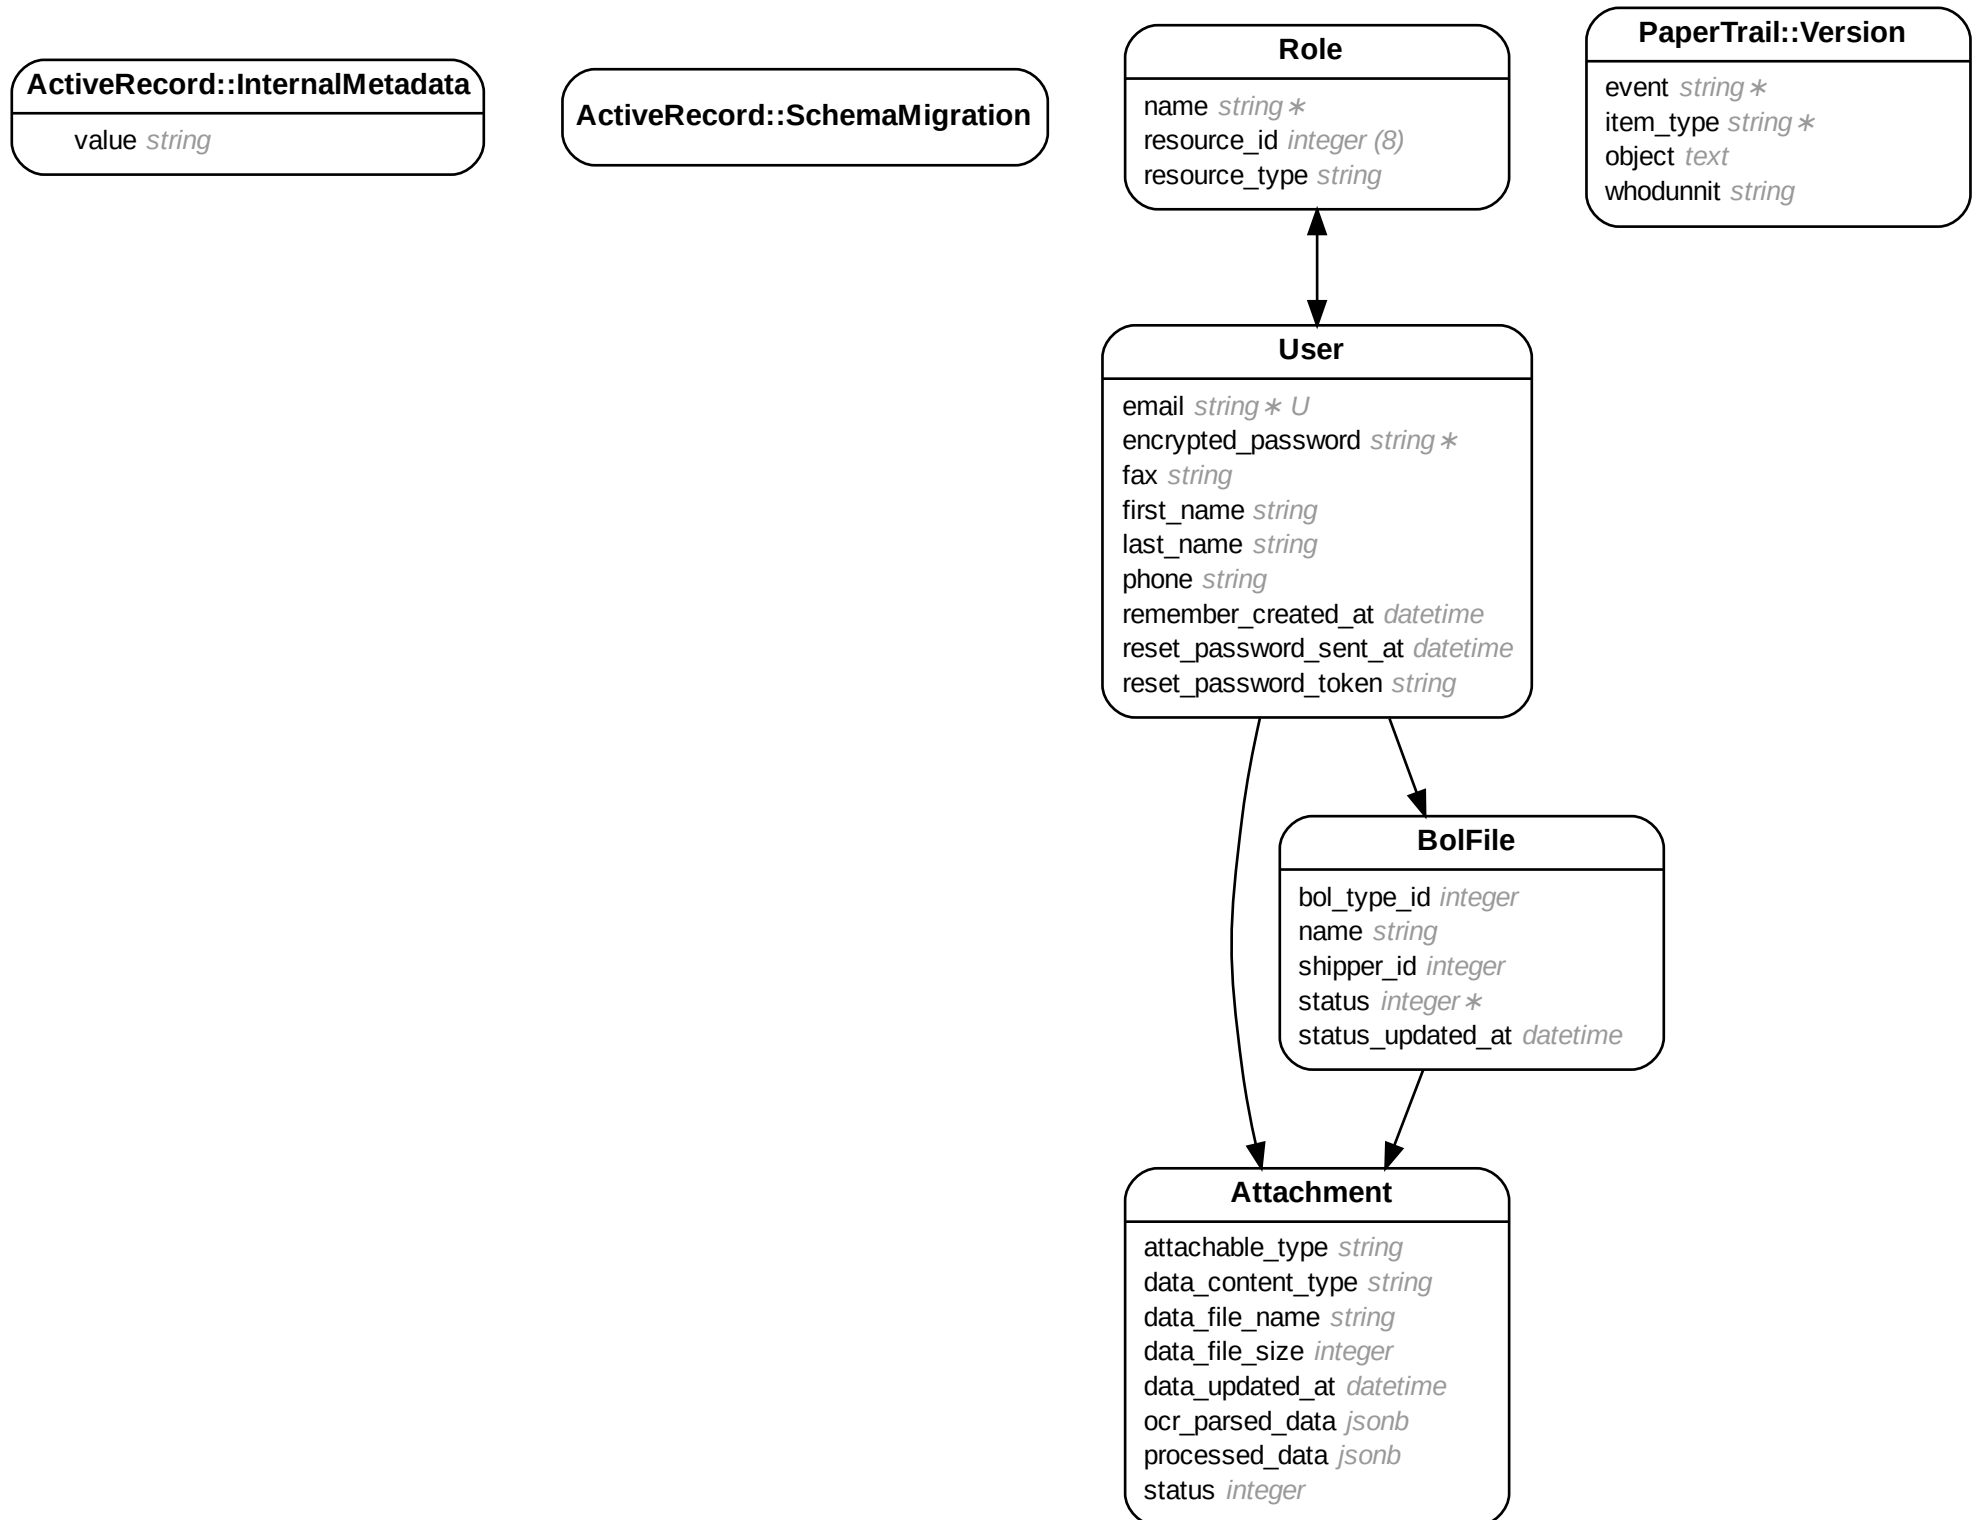 ActiveRecord::InternalMetadata
value string
ActiveRecord::SchemaMigration
Role
name string ∗
resource_id integer (8)
resource_type string
PaperTrail::Version
event string ∗
item_type string ∗
object text
whodunnit string
User
email string ∗ U
encrypted_password string ∗
fax string
first_name string
last_name string
phone string
remember_created_at datetime
reset_password_sent_at datetime
reset_password_token string
BolFile
bol_type_id integer
name string
shipper_id integer
status integer ∗
status_updated_at datetime
Attachment
attachable_type string
data_content_type string
data_file_name string
data_file_size integer
data_updated_at datetime
ocr_parsed_data jsonb
processed_data jsonb
status integer